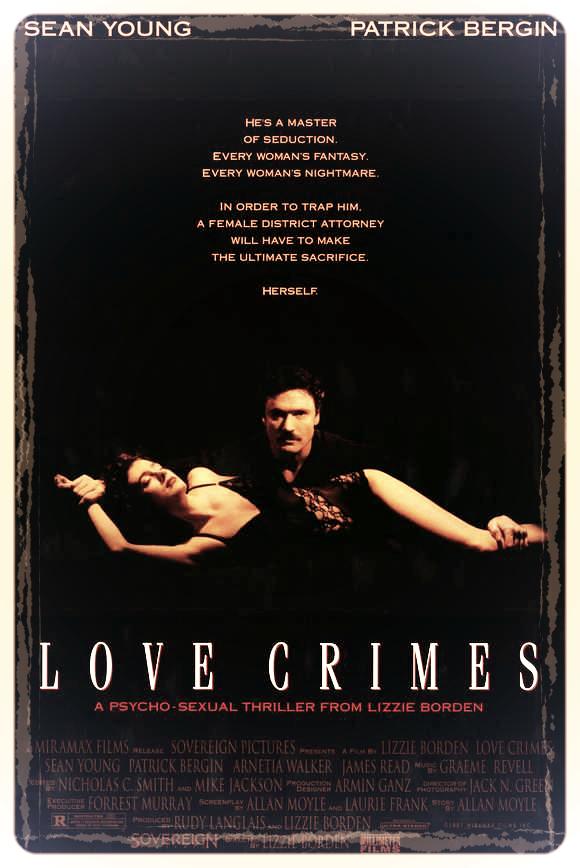 SEAN YOUNG PATRICK BERGIN
HE'S A MASTER
OF SEDUCTION.
EVERY WOMAN'S FANTASY.
EVERY WOMAN'S NIGHTMARE.
IN ORDER TO TRAP HIM,
A FEMALE DISTRICT ATTORNEY
WILL HAVE TO MAKE
THE ULTIMATE SACRIFICE.
HERSELF.
LOVE CRIMES
A PSYCHO-SEXUAL THRILLER FROM LIZZIE BORDEN
MIRAMAX FILMS RELEASE SOVEREIGN PICTURES PRESENTS A FILM BY LIZZIE BORDEN LOVE CRIMES
SEAN YOUNG PATRICK BERGIN ARNETIA WALKER JAMES READ MUSIC BY GRAEME REVELL
EDITED BY NICHOLAS C. SMITH AND MIKE JACKSON PRODUCTION DESIGNER ARMIN GANZ DIRECTOR OF PHOTOGRAPHY JACK N. GREEN
EXECUTIVE PRODUCER FORREST MURRAY SCREENPLAY BY ALLAN MOYLE AND LAURIE FRANK STORY BY ALLAN MOYLE
R PRODUCED BY RUDY LANGLAIS AND LIZZIE BORDEN
SOVEREIGN LIZZIE BORDEN FILMS